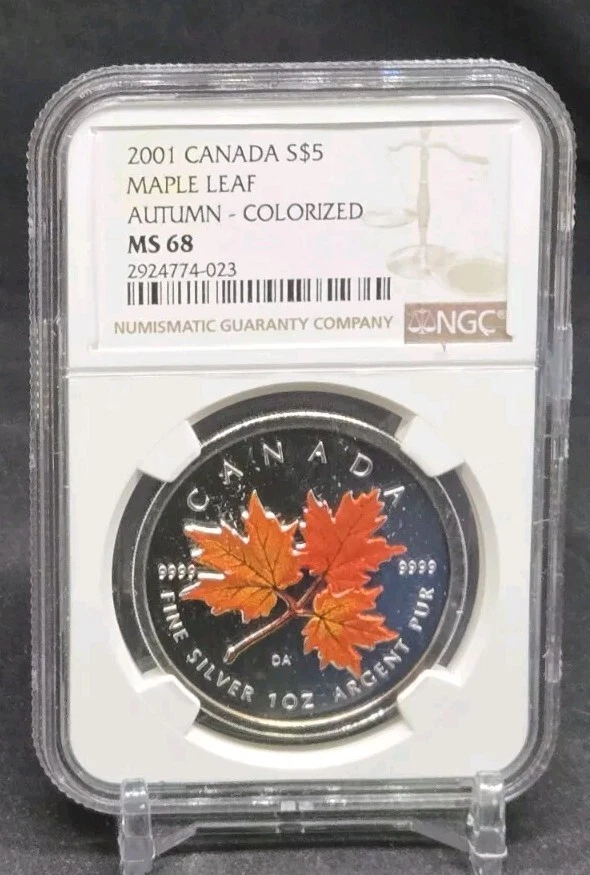 2001 CANADA S$5
MAPLE LEAF
AUTUMN - COLORIZED
MS 68
2924774-023
NUMISMATIC GUARANTY COMPANY
NGC®
CANADA
9999
9999
FINE SILVER 1OZ ARGENT PUR
DA